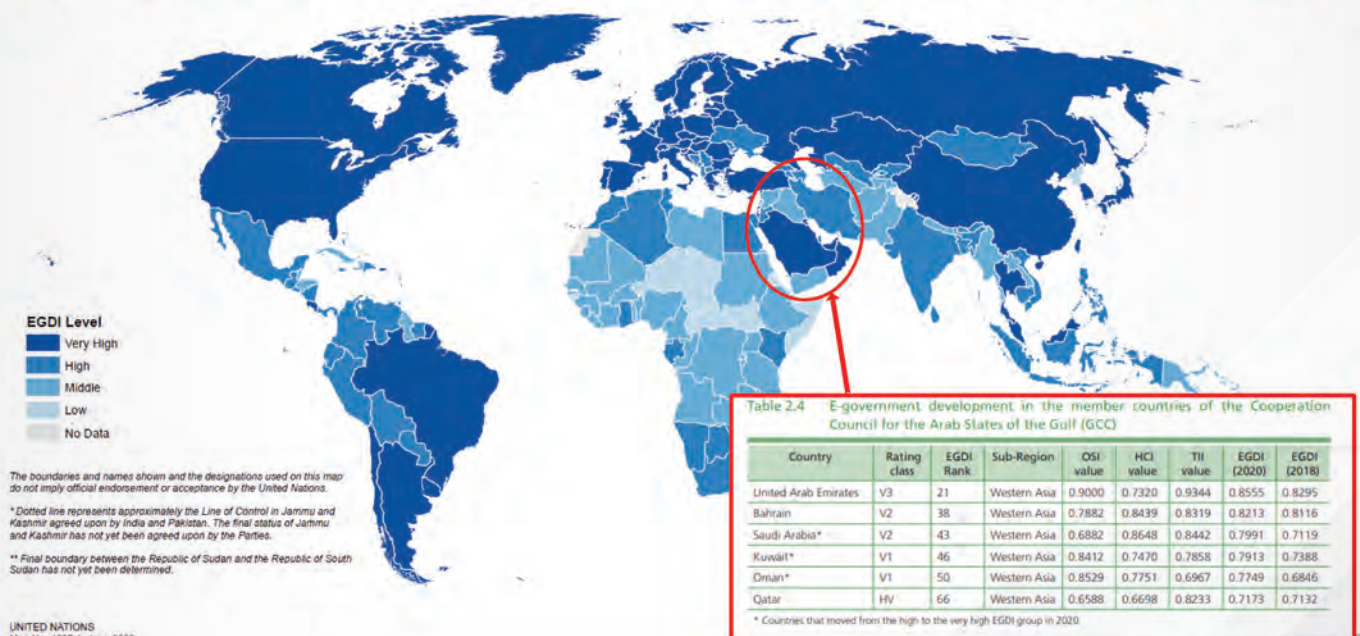 EGDI Level
Very High
High
Middle
Low
No Data
The boundaries and names shown and the designations used on this map
do not imply official endorsement or acceptance by the United Nations.
* Dotted line represents approximately the Line of Control in Jammu and
Kashmir agreed upon by India and Pakistan. The final status of Jammu
and Kashmir has not yet been agreed upon by the Parties.
** Final boundary between the Republic of Sudan and the Republic of South
Sudan has not yet been determined.
UNITED NATIONS
Table 2.4 E-government development in the member countries of the Cooperation
Council for the Arab States of the Gulf (GCC)
Country Rating class EGDI Rank Sub-Region OSI value HCI value TII value EGDI (2020) EGDI (2018)
United Arab Emirates V3 21 Western Asia 0.9000 0.7320 0.9344 0.8555 0.8295
Bahrain V2 38 Western Asia 0.7882 0.8439 0.8319 0.8213 0.8116
Saudi Arabia* V2 43 Western Asia 0.6882 0.8648 0.8442 0.7991 0.7119
Kuwait* V1 46 Western Asia 0.8412 0.7470 0.7858 0.7913 0.7388
Oman* V1 50 Western Asia 0.8529 0.7751 0.6967 0.7749 0.6846
Qatar HV 66 Western Asia 0.6588 0.6698 0.8233 0.7173 0.7132
* Countries that moved from the high to the very high EGDI group in 2020.